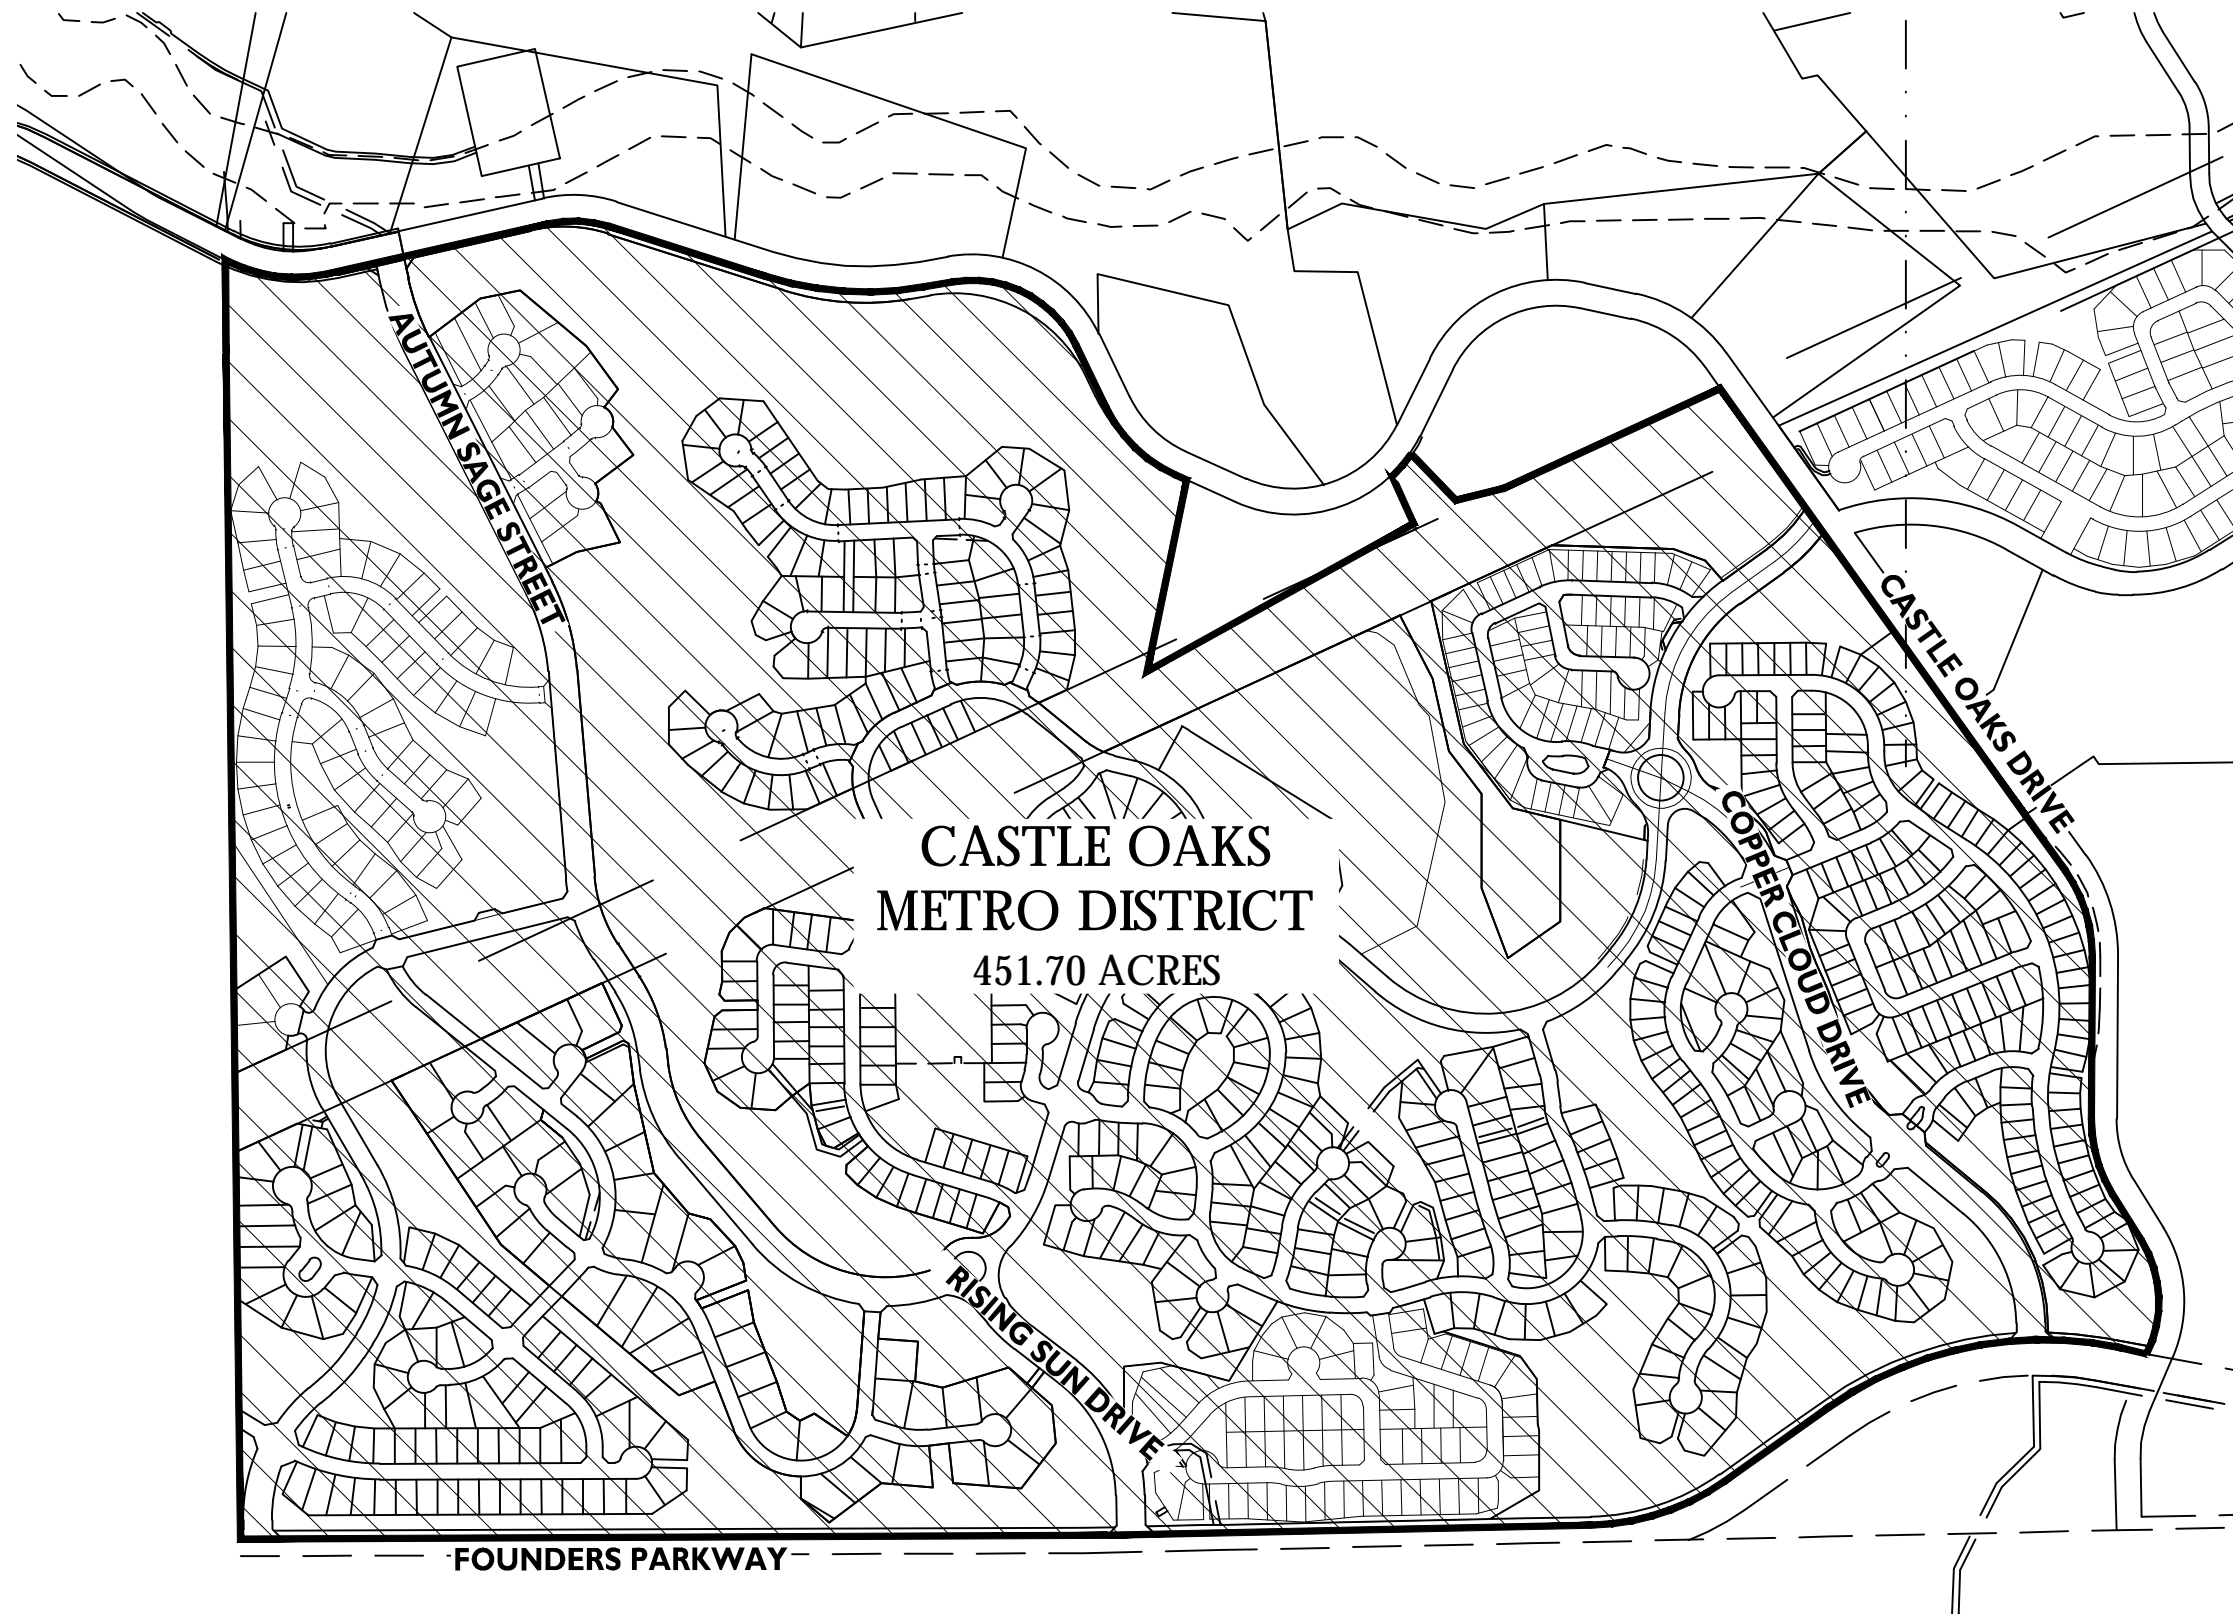 AUTUMN SAGE STREET
CASTLE OAKS DRIVE
CASTLE OAKS
METRO DISTRICT
451.70 ACRES
COPPER CLOUD DRIVE
RISING SUN DRIVE
FOUNDERS PARKWAY